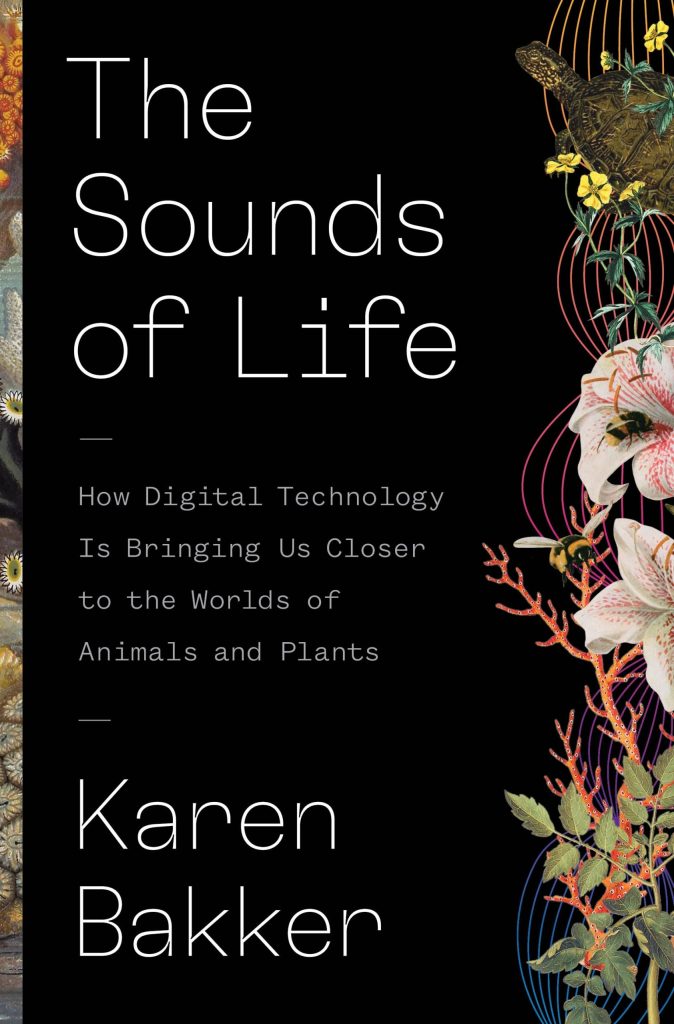 The
Sounds
of Life
How Digital Technology
Is Bringing Us Closer
to the Worlds of
Animals and Plants
Karen
Bakker